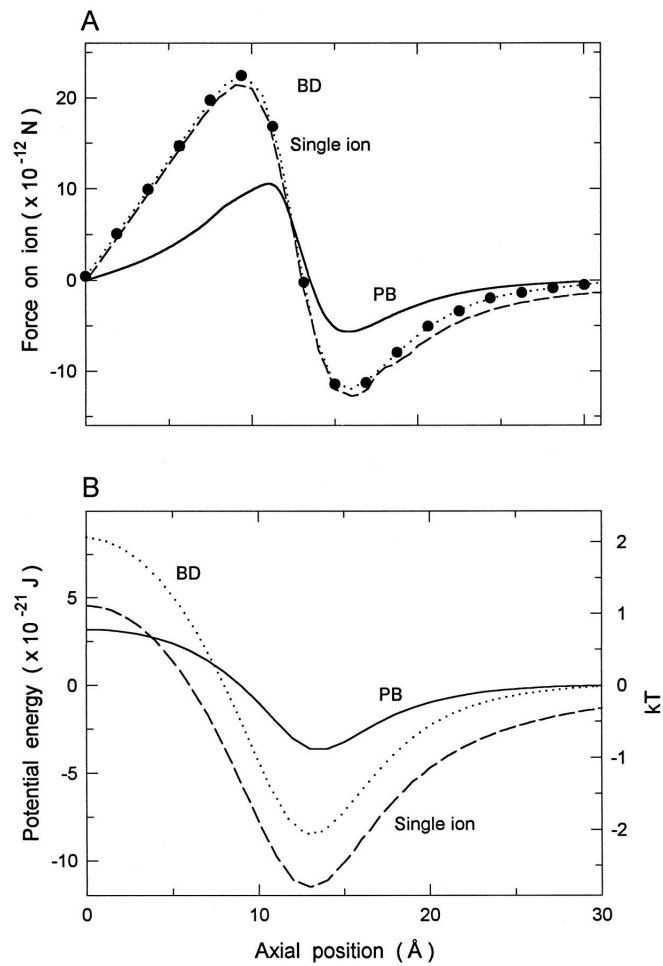 A
20
10
0
-10
Force on ion ( x 10⁻¹² N )
BD
Single ion
PB
B
5
0
-5
-10
Potential energy ( x 10⁻²¹ J )
BD
PB
Single ion
2
1
0
-1
-2
kT
0 10 20 30
Axial position ( Å )